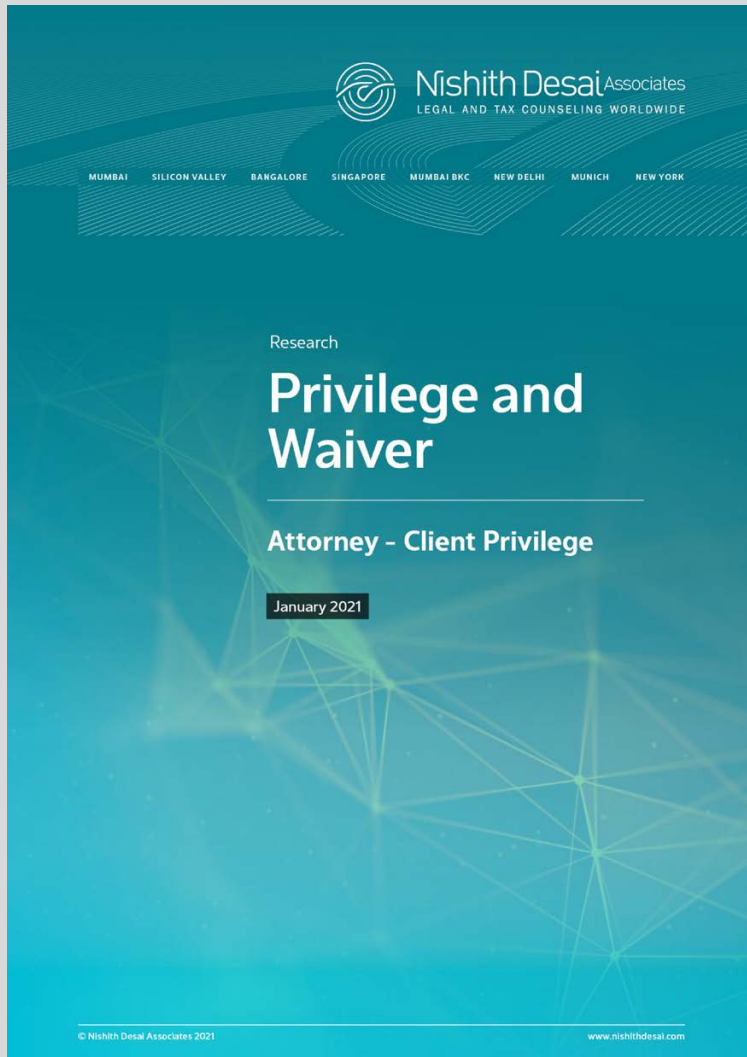 Nishith Desai Associates
LEGAL AND TAX COUNSELING WORLDWIDE
MUMBAI SILICON VALLEY BANGALORE SINGAPORE MUMBAI BKC NEW DELHI MUNICH NEW YORK
Research
Privilege and
Waiver
Attorney - Client Privilege
January 2021
© Nishith Desai Associates 2021 www.nishithdesai.com